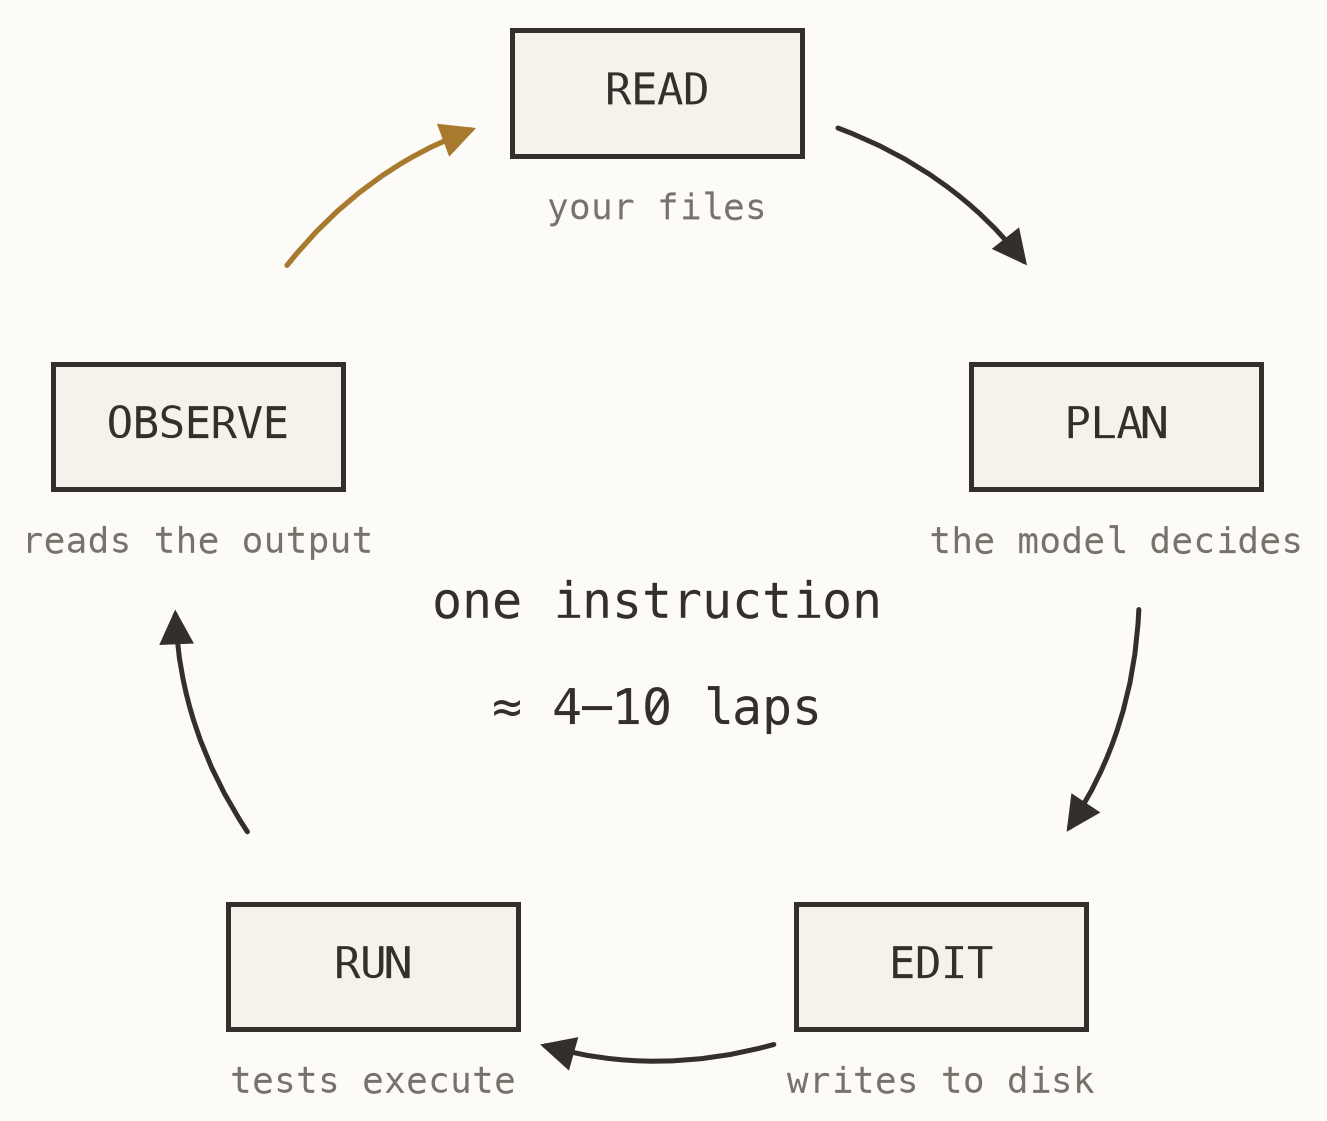 READ
your files
OBSERVE
PLAN
reads the output
the model decides
one instruction
≈ 4–10 laps
RUN
EDIT
tests execute
writes to disk